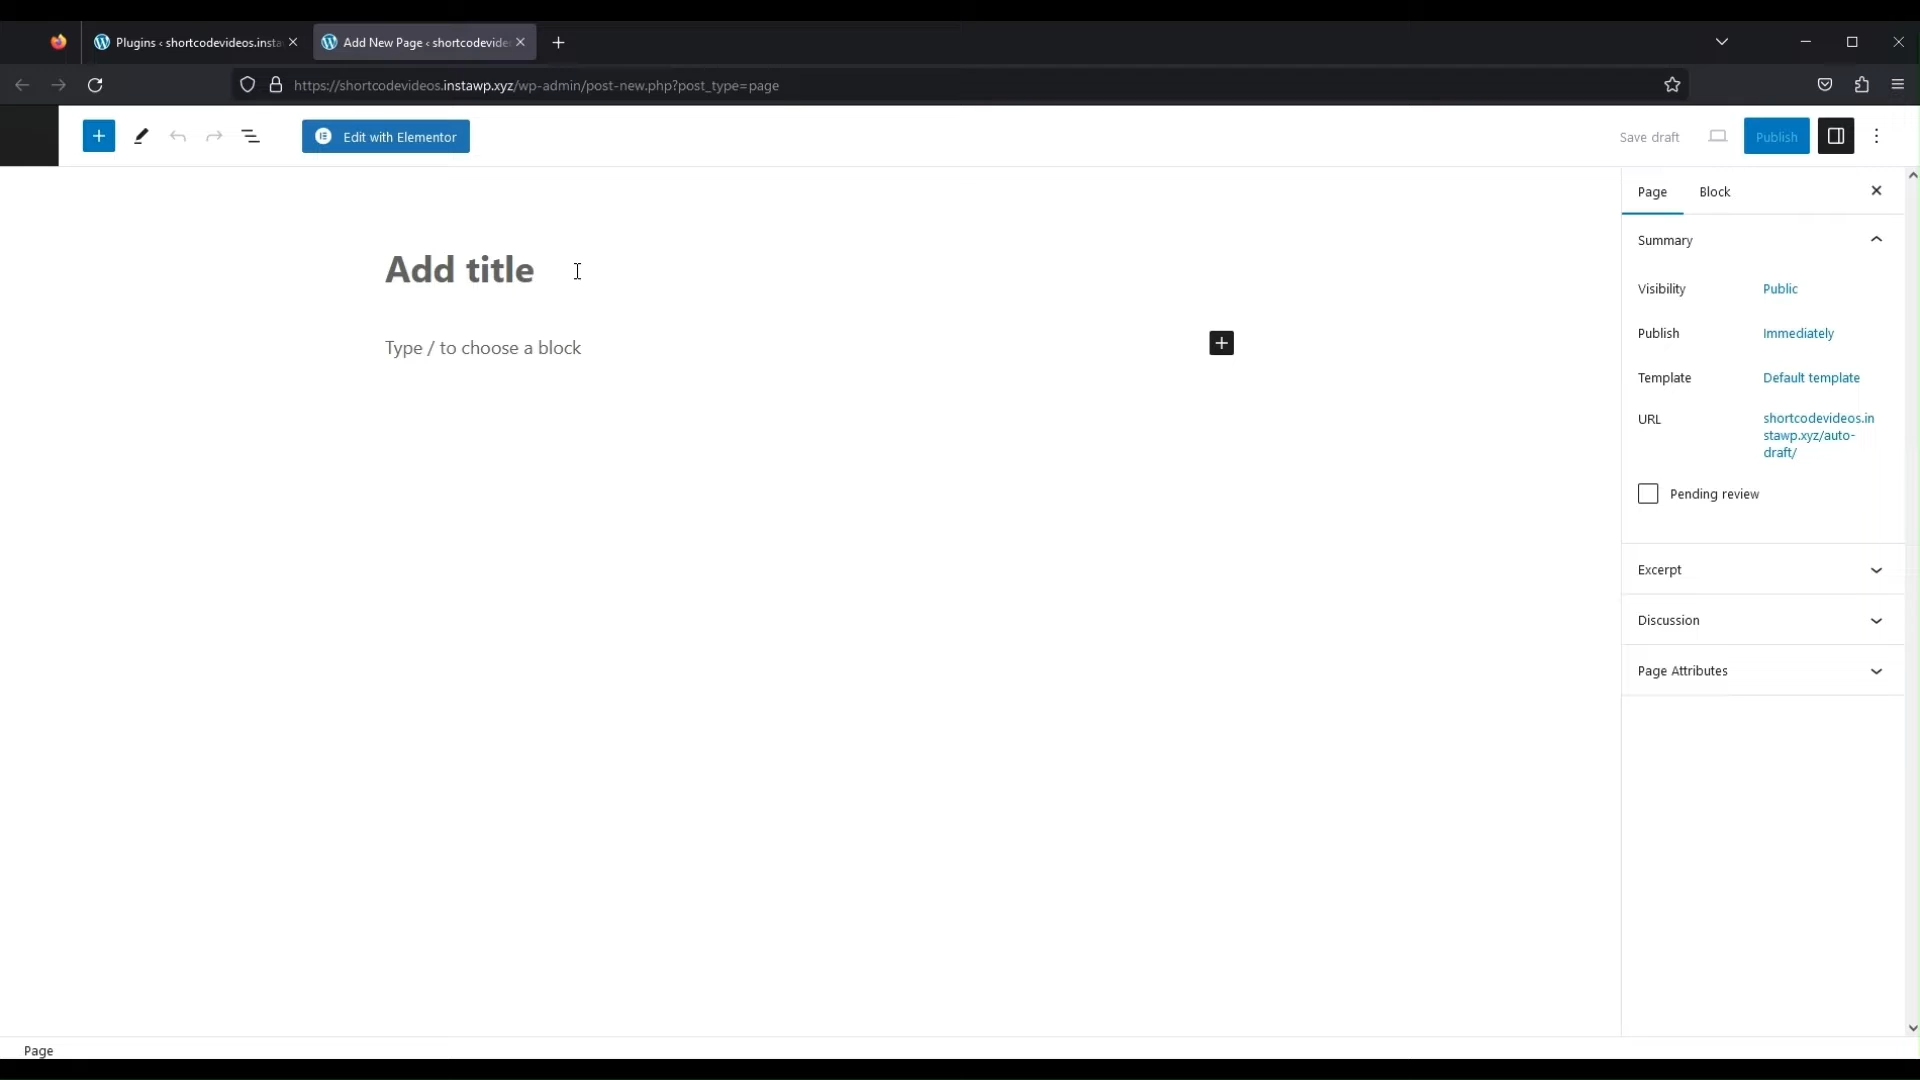 Plugins ‹ shortcodevideos.insta
Add New Page ‹ shortcodevide
https://shortcodevideos.instawp.xyz/wp-admin/post-new.php?post_type=page
Edit with Elementor
Save draft
Publish
Page
Block
Summary
Add title
Visibility
Public
Publish
Immediately
Type / to choose a block
Template
Default template
URL
shortcodevideos.in
stawp.xyz/auto-
draft/
Pending review
Excerpt
Discussion
Page Attributes
Page